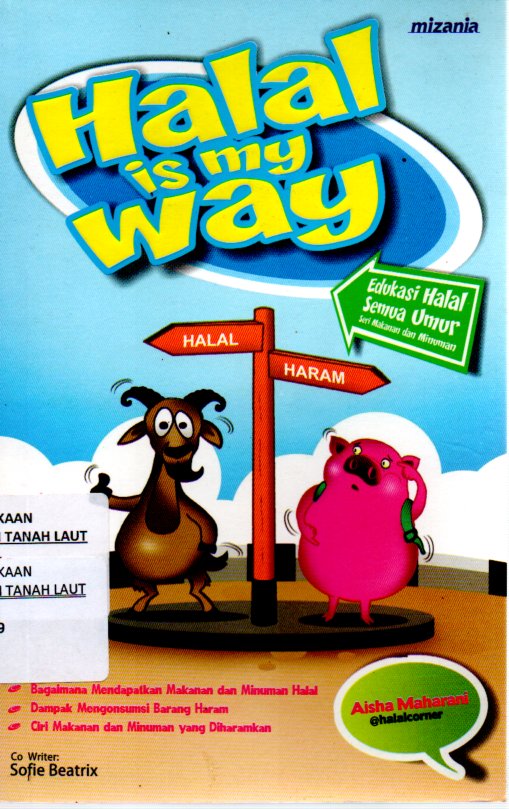 mizania
Halal
is my
way
Edukasi Halal
Semua Umur
Seri Makanan dan Minuman
HALAL
HARAM
KAAN
TANAH LAUT
KAAN
TANAH LAUT
9
Bagaimana Mendapatkan Makanan dan Minuman Halal
Dampak Mengonsumsi Barang Haram
Ciri Makanan dan Minuman yang Diharamkan
Aisha Maharani
@halalcorner
Co Writer:
Sofie Beatrix